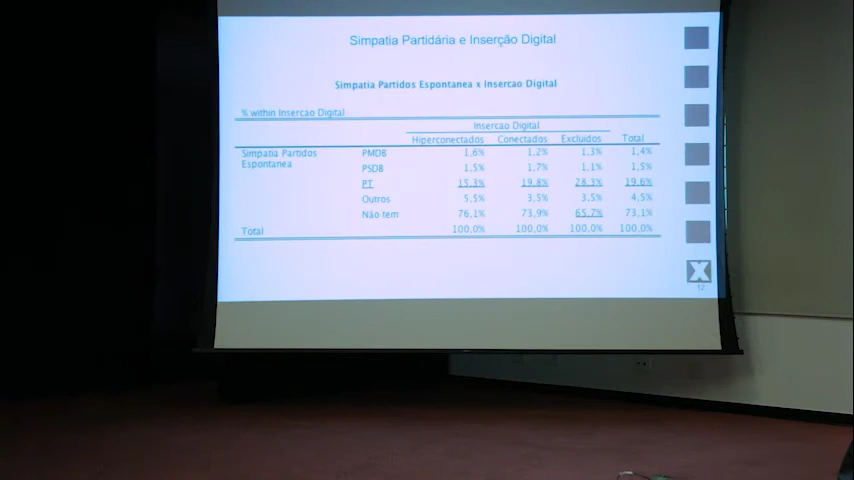 Simpatia Partidária e Inserção Digital
Simpatia Partidos Espontanea x Insercao Digital
% within Insercao Digital
Insercao Digital
Hiperconectados Conectados Excluidos Total
Simpatia Partidos Espontanea PMDB 1,6% 1,2% 1,3% 1,4%
PSDB 1,5% 1,7% 1,1% 1,5%
PT 15,3% 19,8% 28,3% 19,6%
Outros 5,5% 3,5% 3,5% 4,5%
Não tem 76,1% 73,9% 65,7% 73,1%
Total 100,0% 100,0% 100,0% 100,0%
X
17